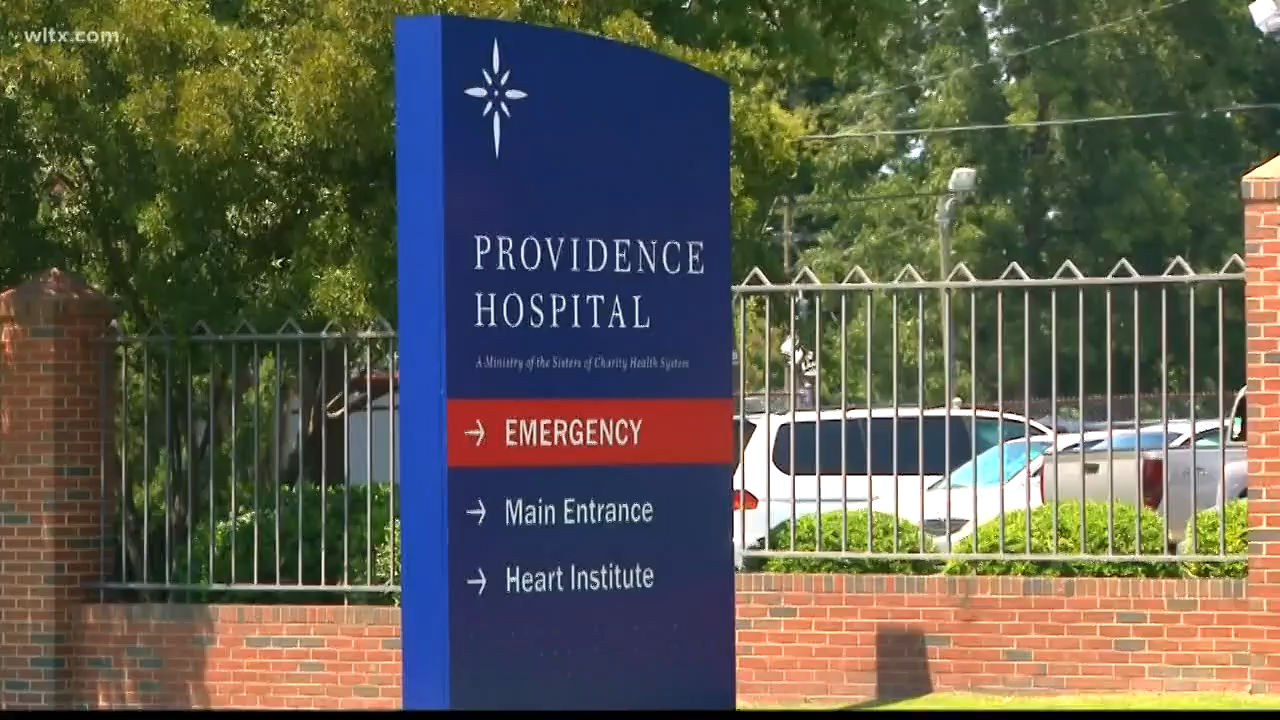 wltx.com
PROVIDENCE
HOSPITAL
A Ministry of the Sisters of Charity Health System
→ EMERGENCY
→ Main Entrance
→ Heart Institute